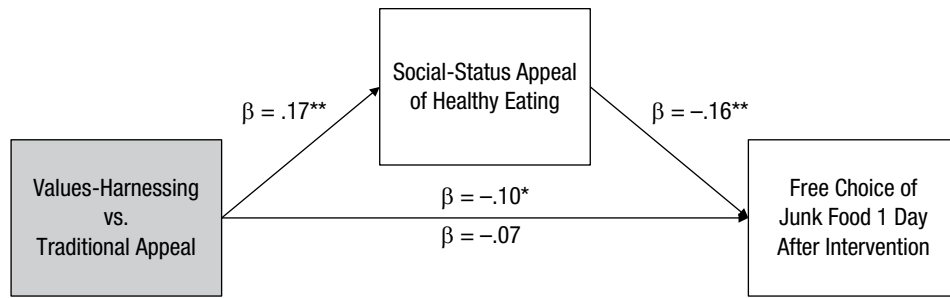 Social-Status Appeal
of Healthy Eating
β = .17**
β = –.16**
Values-Harnessing
vs.
Traditional Appeal
β = –.10*
β = –.07
Free Choice of
Junk Food 1 Day
After Intervention